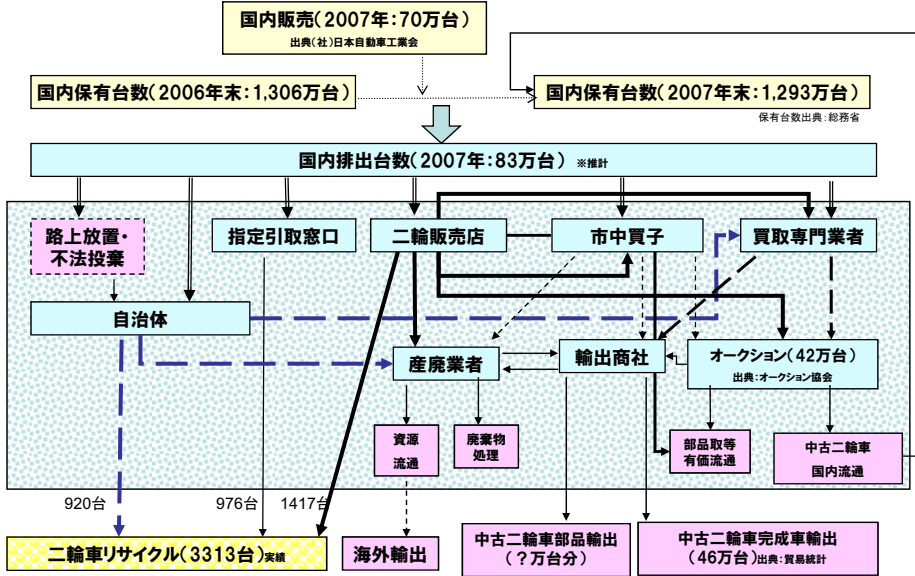 国内販売(2007年:70万台)
出典(社)日本自動車工業会
国内保有台数(2006年末:1,306万台)
国内保有台数(2007年末:1,293万台)
保有台数出典:総務省
国内排出台数(2007年:83万台) ※推計
路上放置・
不法投棄
指定引取窓口
二輪販売店
市中買子
買取専門業者
自治体
産廃業者
輸出商社
オークション(42万台)
出典:オークション協会
資源
流通
廃棄物
処理
部品取等
有価流通
中古二輪車
国内流通
920台
976台
1417台
二輪車リサイクル(3313台)実績
海外輸出
中古二輪車部品輸出
(?万台分)
中古二輪車完成車輸出
(46万台)出典:貿易統計